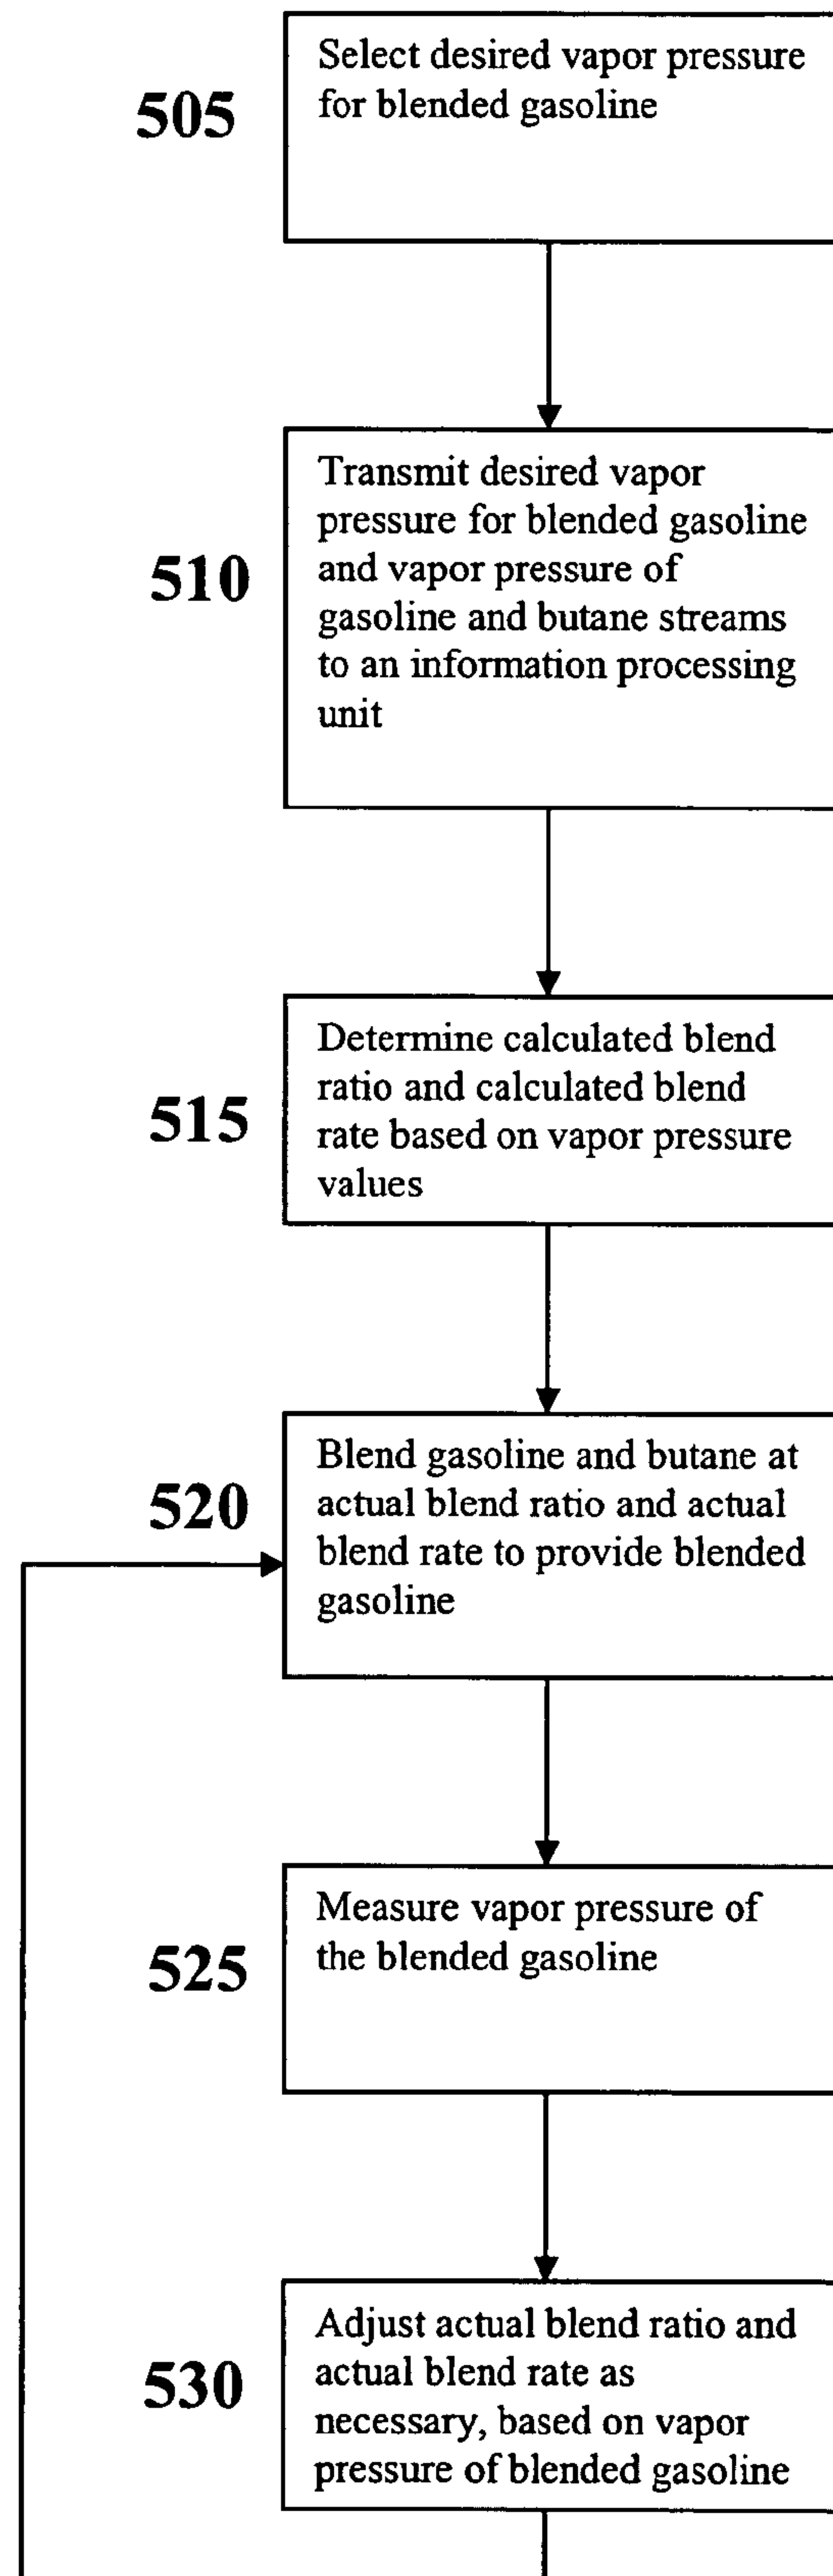 505
Select desired vapor pressure
for blended gasoline
510
Transmit desired vapor
pressure for blended gasoline
and vapor pressure of
gasoline and butane streams
to an information processing
unit
515
Determine calculated blend
ratio and calculated blend
rate based on vapor pressure
values
520
Blend gasoline and butane at
actual blend ratio and actual
blend rate to provide blended
gasoline
525
Measure vapor pressure of
the blended gasoline
530
Adjust actual blend ratio and
actual blend rate as
necessary, based on vapor
pressure of blended gasoline